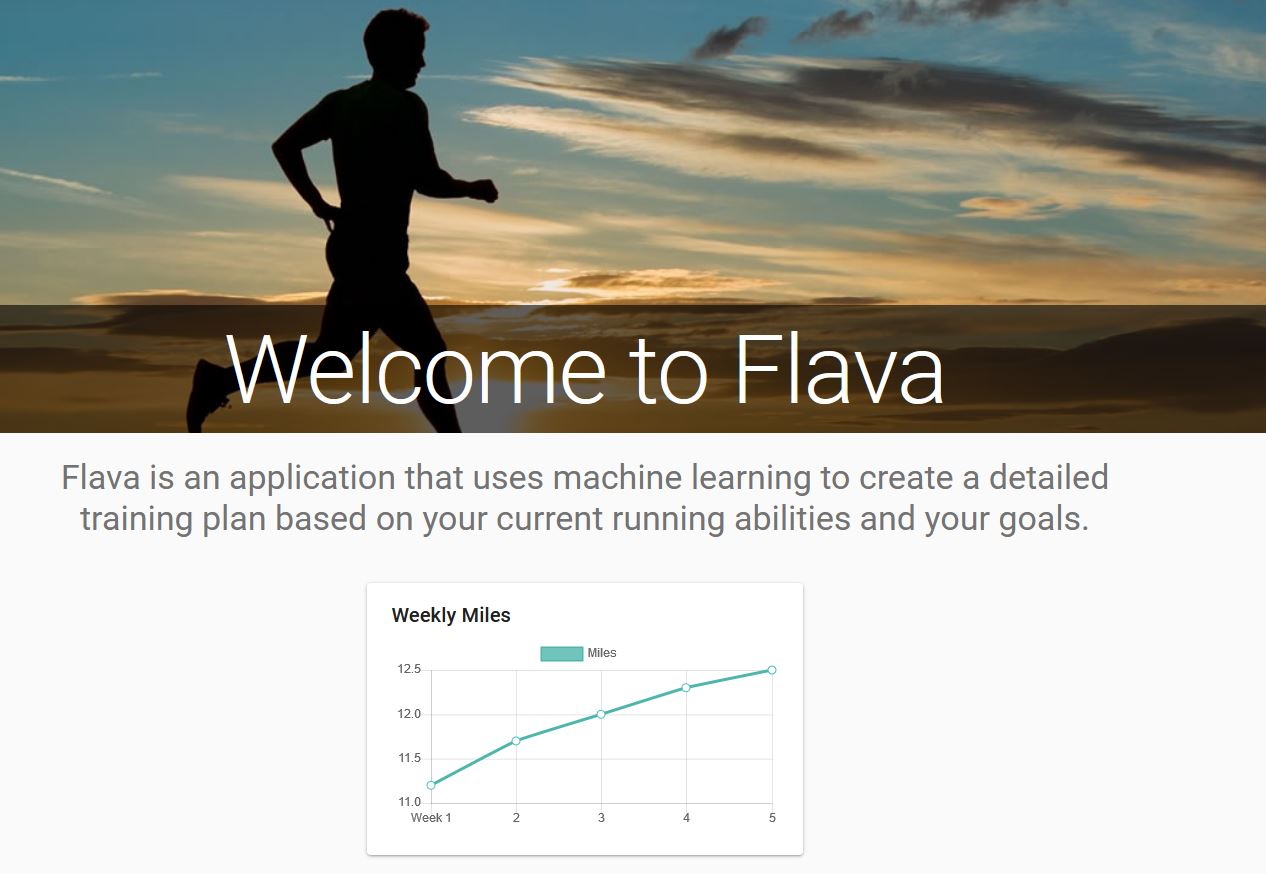 Welcome to Flava
Flava is an application that uses machine learning to create a detailed
training plan based on your current running abilities and your goals.
Weekly Miles
Miles
12.5
12.0
11.5
11.0
Week 1 2 3 4 5